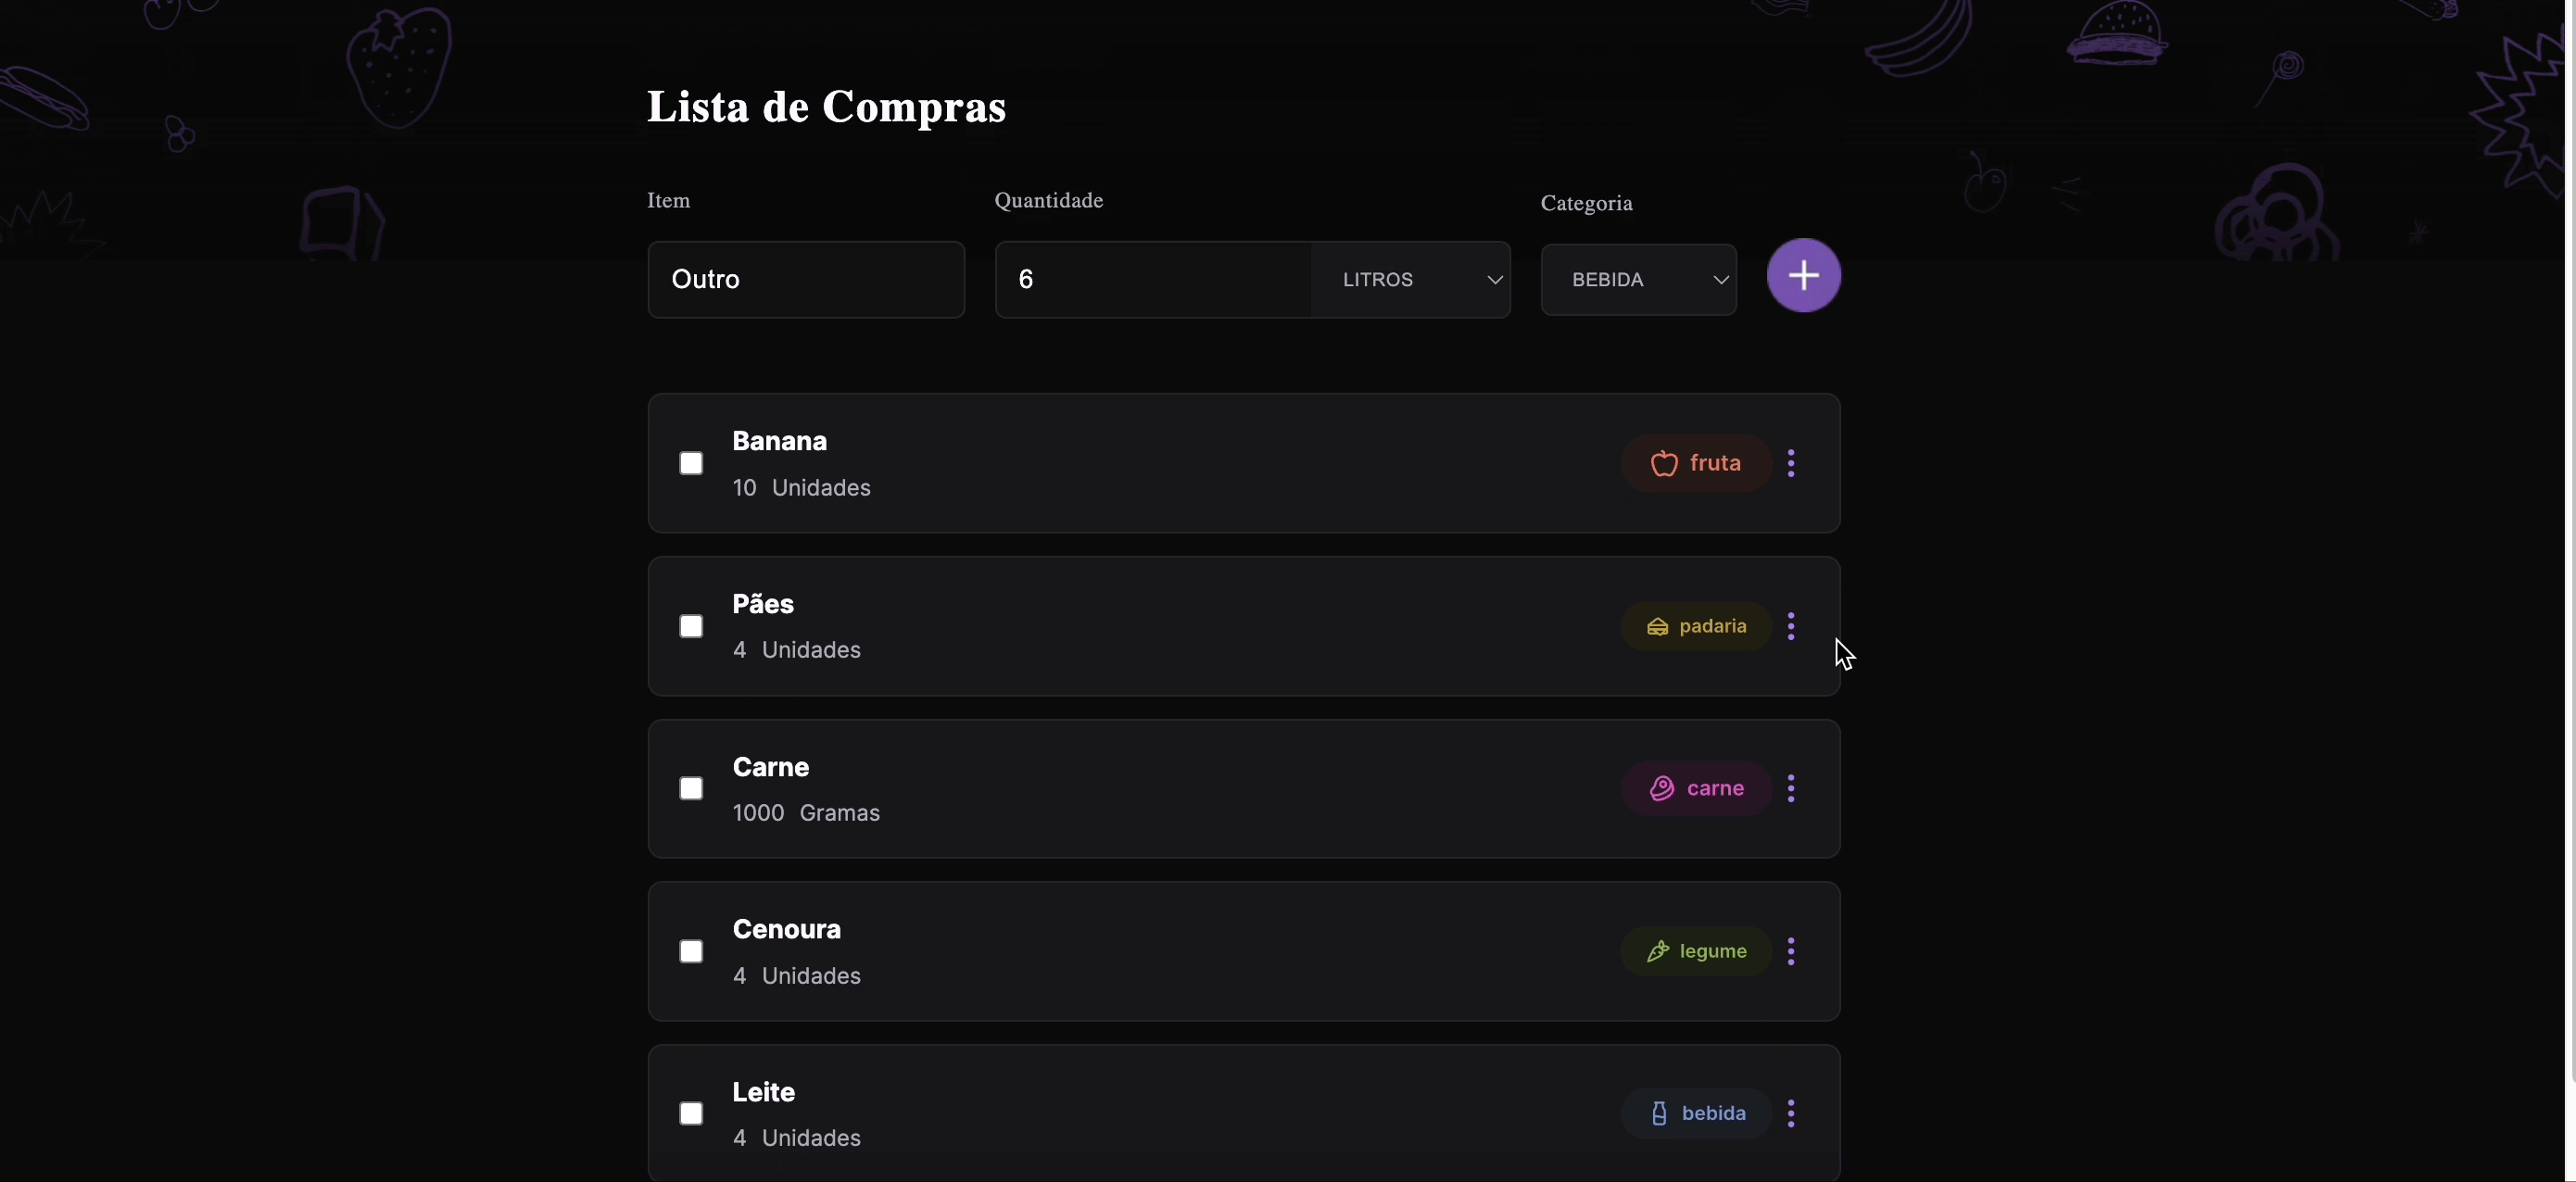 Lista de Compras
Item
Quantidade
Categoria
Outro
6
LITROS
BEBIDA
Banana
10 Unidades
fruta
Pães
4 Unidades
padaria
Carne
1000 Gramas
carne
Cenoura
4 Unidades
legume
Leite
4 Unidades
bebida